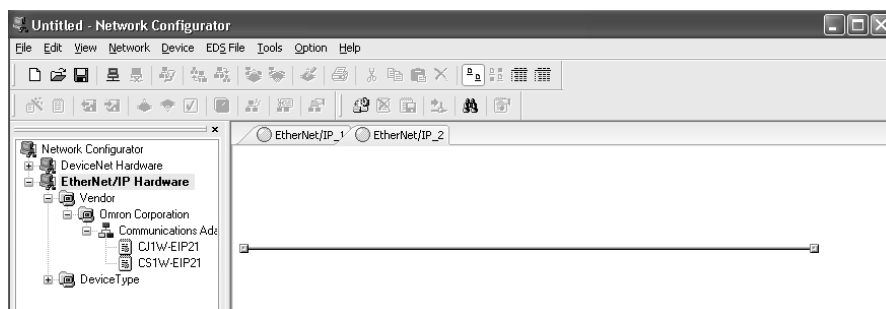 Untitled - Network Configurator
File Edit View Network Device EDS File Tools Option Help
EtherNet/IP_1 EtherNet/IP_2
Network Configurator
DeviceNet Hardware
EtherNet/IP Hardware
Vendor
Omron Corporation
Communications Ada
CJ1W-EIP21
CS1W-EIP21
DeviceType